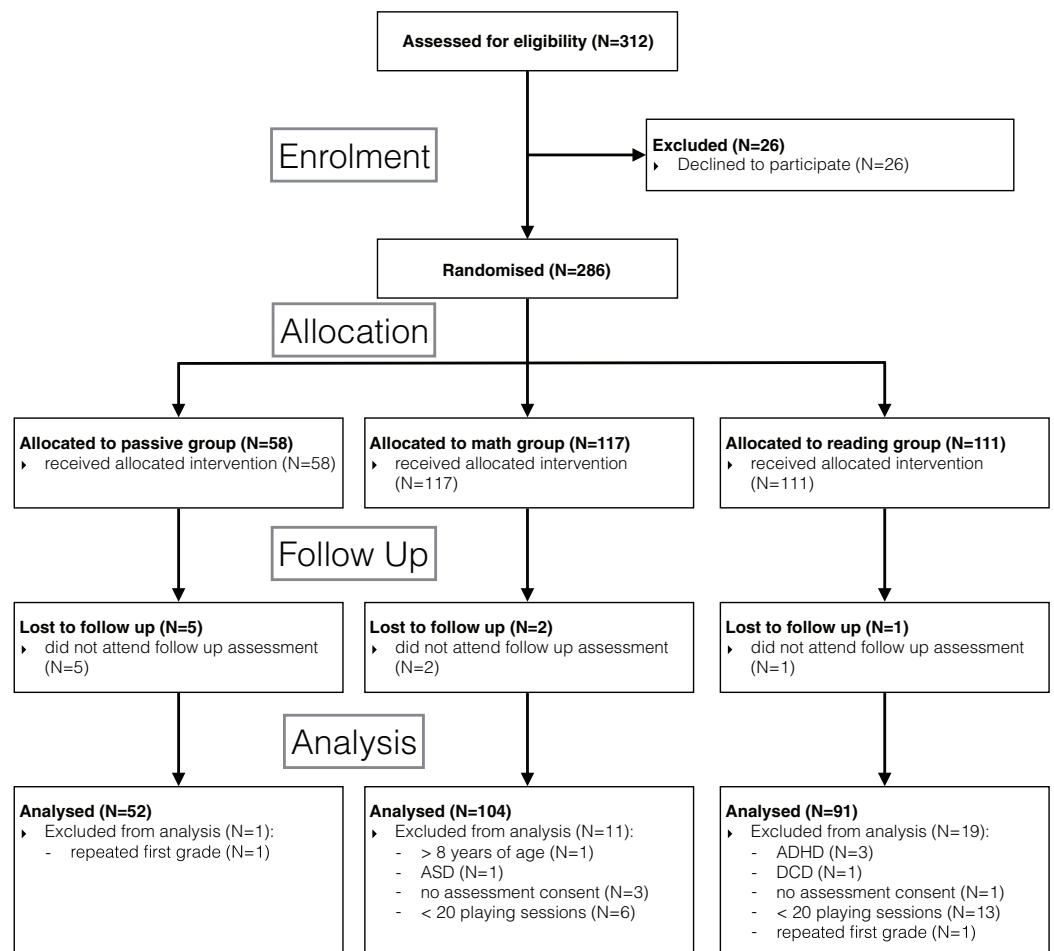 Assessed for eligibility (N=312)
Enrolment
Excluded (N=26)
‣ Declined to participate (N=26)
Randomised (N=286)
Allocation
Allocated to passive group (N=58)
‣ received allocated intervention (N=58)
Allocated to math group (N=117)
‣ received allocated intervention
(N=117)
Allocated to reading group (N=111)
‣ received allocated intervention
(N=111)
Follow Up
Lost to follow up (N=5)
‣ did not attend follow up assessment
(N=5)
Lost to follow up (N=2)
‣ did not attend follow up assessment
(N=2)
Lost to follow up (N=1)
‣ did not attend follow up assessment
(N=1)
Analysis
Analysed (N=52)
‣ Excluded from analysis (N=1):
- repeated first grade (N=1)
Analysed (N=104)
‣ Excluded from analysis (N=11):
- > 8 years of age (N=1)
- ASD (N=1)
- no assessment consent (N=3)
- < 20 playing sessions (N=6)
Analysed (N=91)
‣ Excluded from analysis (N=19):
- ADHD (N=3)
- DCD (N=1)
- no assessment consent (N=1)
- < 20 playing sessions (N=13)
- repeated first grade (N=1)